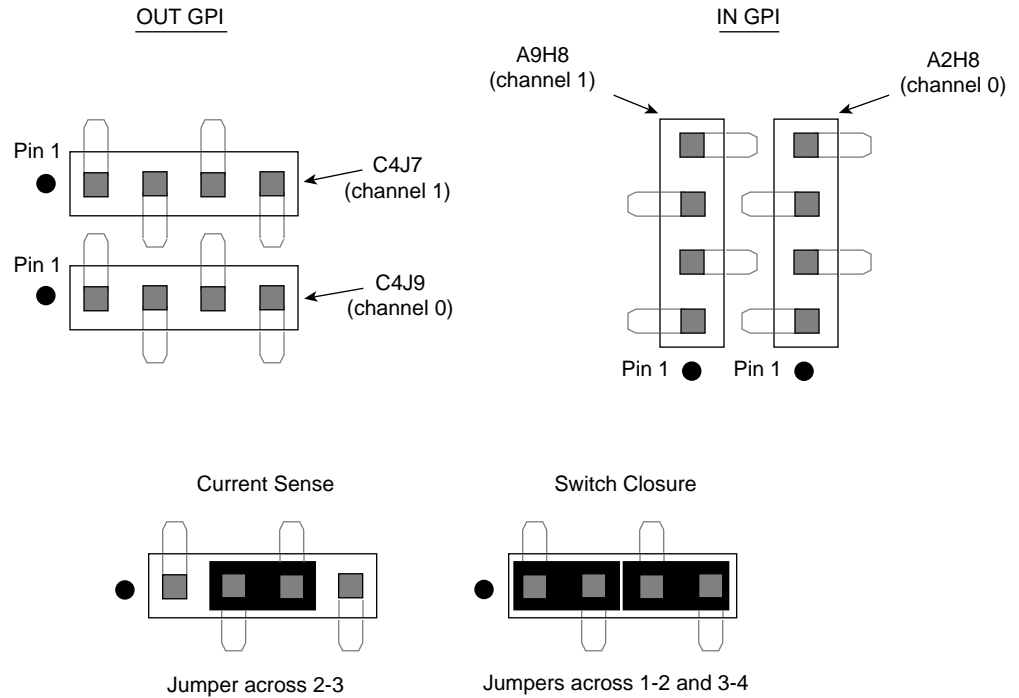 OUT GPI
IN GPI
A9H8
(channel 1)
A2H8
(channel 0)
Pin 1
C4J7
(channel 1)
Pin 1
C4J9
(channel 0)
Pin 1
Pin 1
Current Sense
Switch Closure
Jumper across 2-3
Jumpers across 1-2 and 3-4